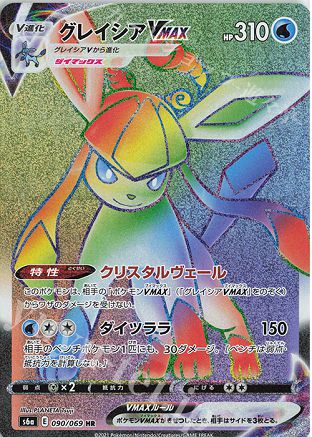 V進化
グレイシアVMAX
HP 310
グレイシアVから進化
ダイマックス
特性 クリスタルヴェール
このポケモンは、相手の『ポケモンVMAX』(「グレイシアVMAX」をのぞく)
からワザのダメージを受けない。
ダイツララ 150
相手のベンチポケモン1匹にも、30ダメージ。[ベンチは
弱点・抵抗力を計算しない。]
弱点 ×2 抵抗力 にげる
ILLUS. PLANETA Tsuji
s6a E 090/069 HR
VMAXルール
ポケモンVMAXがきぜつしたとき、相手はサイドを3枚とる。
©2021 Pokémon/Nintendo/Creatures/GAME FREAK